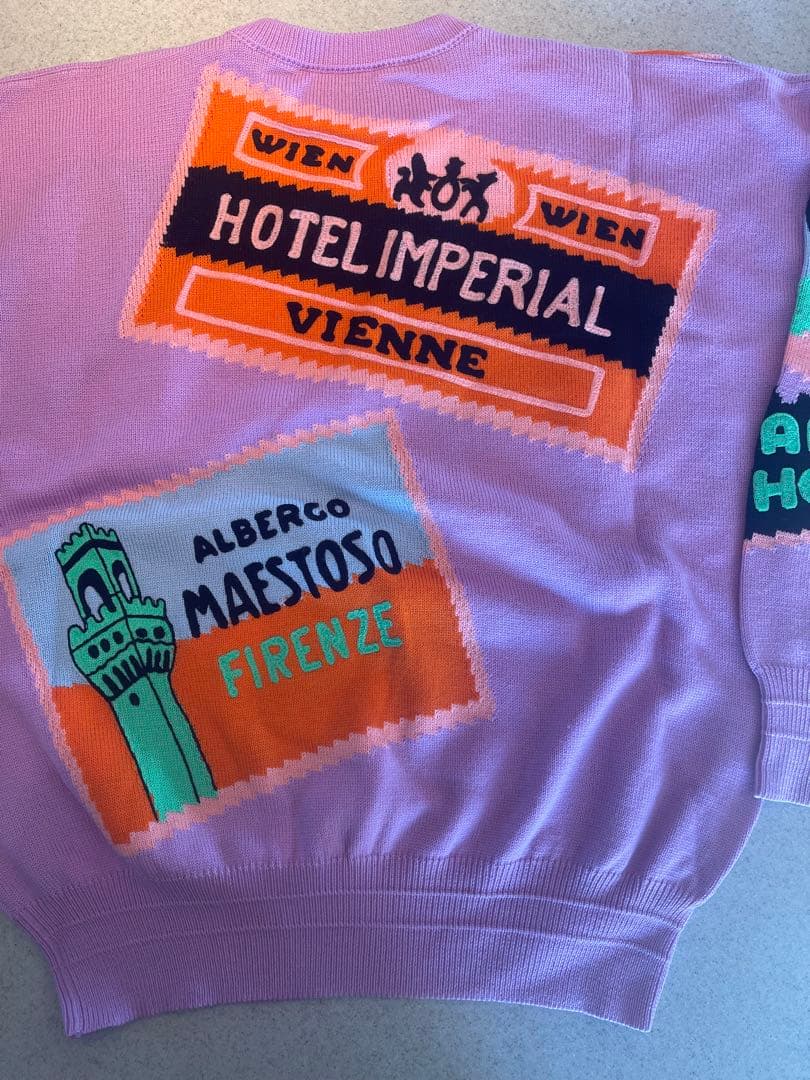 WIEN
WIEN
HOTEL IMPERIAL
VIENNE
ALBERGO
MAESTOSO
FIRENZE